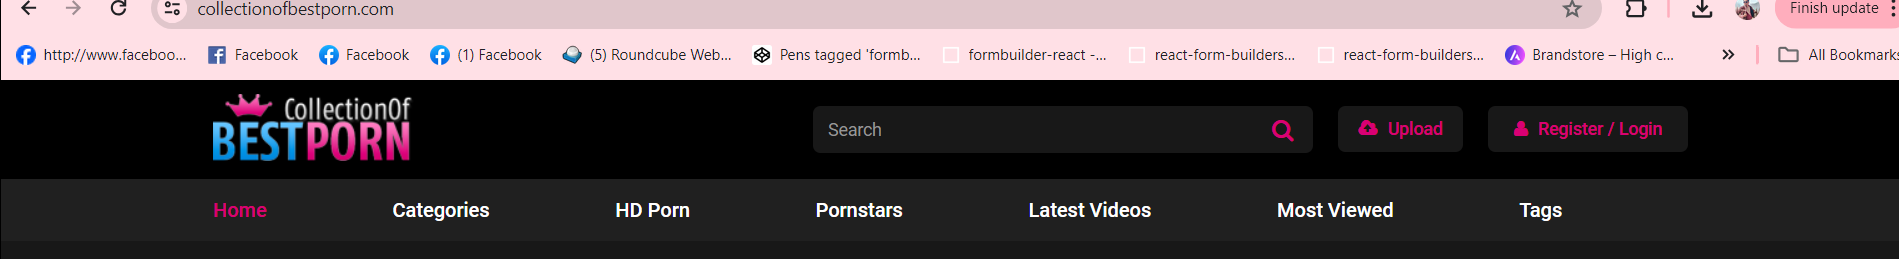 collectionofbestporn.com
Finish update
http://www.faceboo...
Facebook
Facebook
(1) Facebook
(5) Roundcube Web...
Pens tagged 'formb...
formbuilder-react -...
react-form-builders...
react-form-builders...
Brandstore – High c...
»
All Bookmarks
CollectionOf
BESTPORN
Search
Upload
Register / Login
Home
Categories
HD Porn
Pornstars
Latest Videos
Most Viewed
Tags